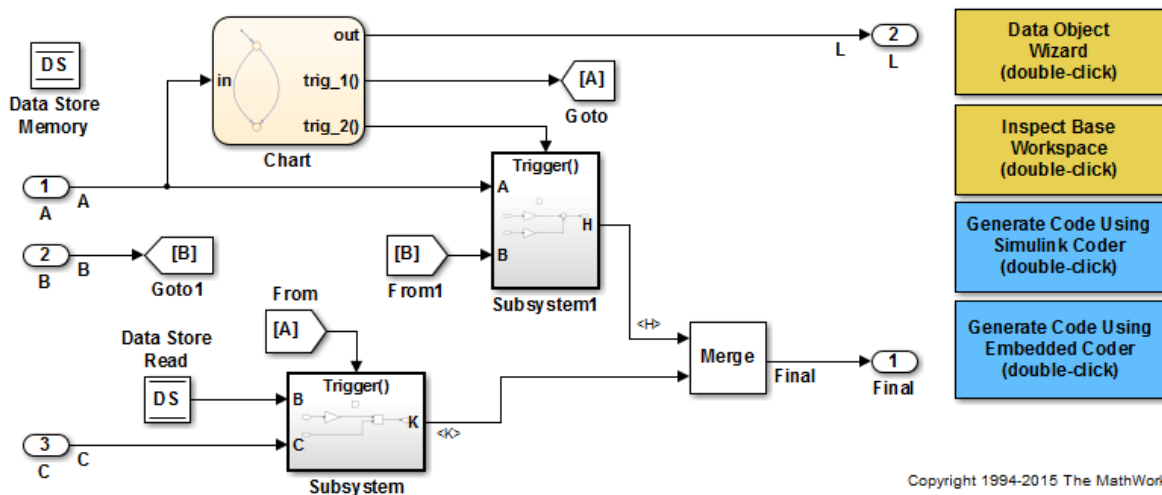 out
L
2
L
Data Object
Wizard
(double-click)
DS
Data Store
Memory
in
trig_1()
[A]
Goto
trig_2()
Chart
Inspect Base
Workspace
(double-click)
1
A
A
Trigger()
A
H
B
Subsystem1
2
B
B
[B]
Goto1
[B]
From1
Generate Code Using
Simulink Coder
(double-click)
From
[A]
<H>
Merge
Final
1
Final
Generate Code Using
Embedded Coder
(double-click)
Data Store
Read
DS
Trigger()
B
K
C
<K>
Subsystem
3
C
C
Copyright 1994-2015 The MathWork